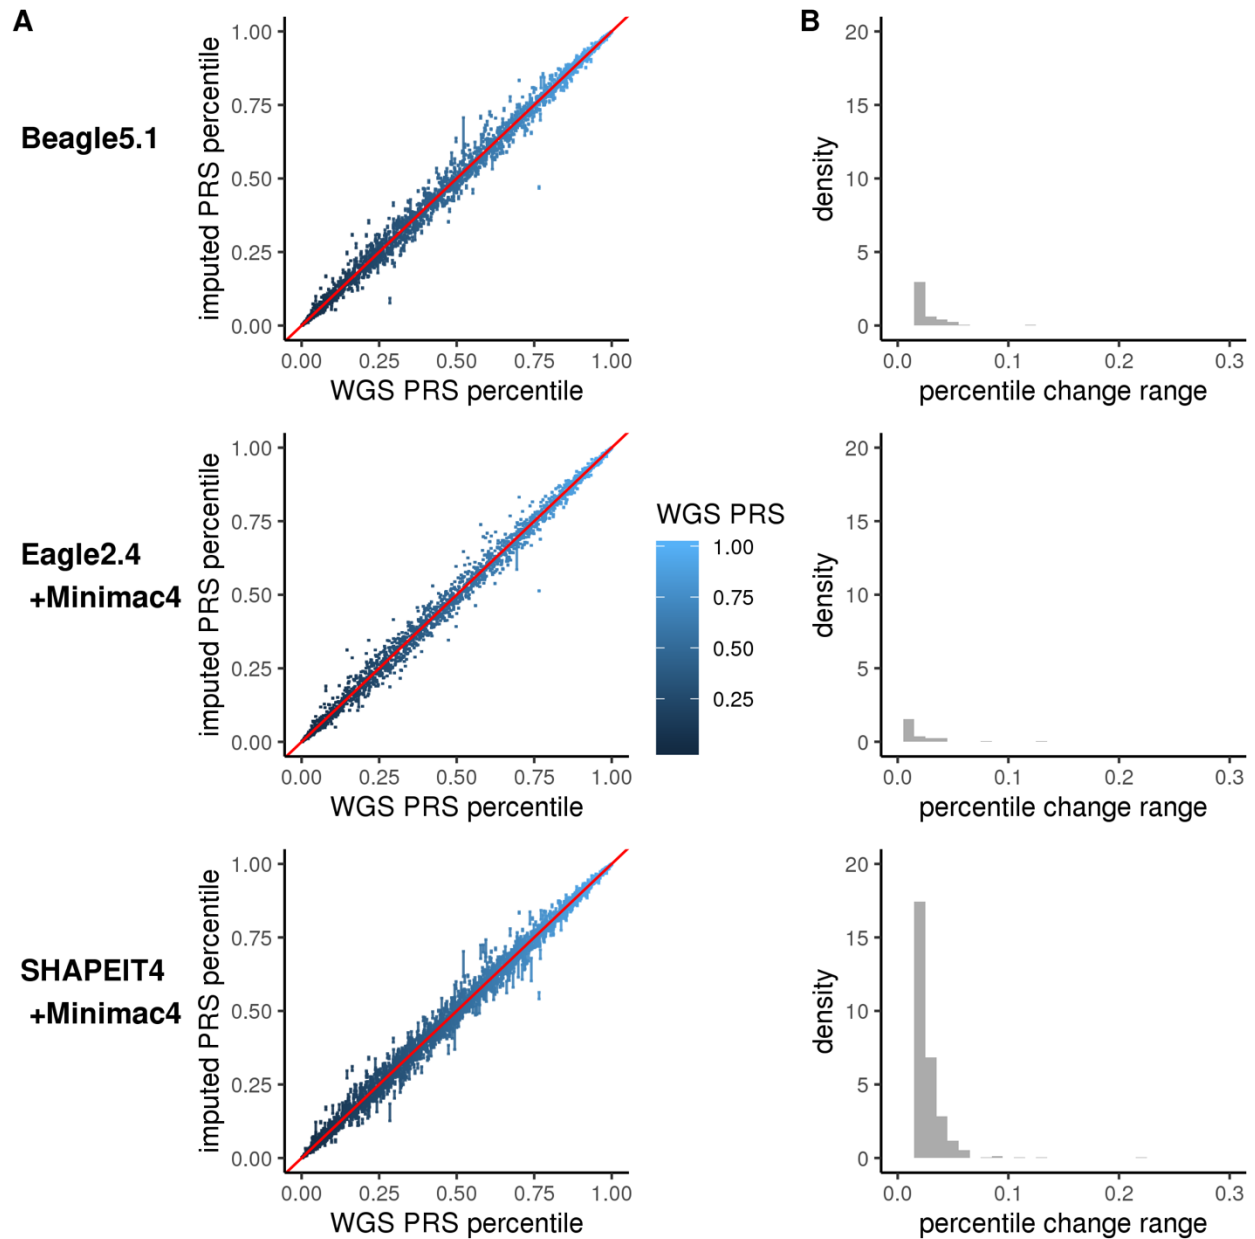 A
B
Beagle5.1
imputed PRS percentile
1.00
0.75
0.50
0.25
0.00
0.00 0.25 0.50 0.75 1.00
WGS PRS percentile
density
20
15
10
5
0
0.0 0.1 0.2 0.3
percentile change range
Eagle2.4
+Minimac4
imputed PRS percentile
1.00
0.75
0.50
0.25
0.00
0.00 0.25 0.50 0.75 1.00
WGS PRS percentile
WGS PRS
1.00
0.75
0.50
0.25
density
20
15
10
5
0
0.0 0.1 0.2 0.3
percentile change range
SHAPEIT4
+Minimac4
imputed PRS percentile
1.00
0.75
0.50
0.25
0.00
0.00 0.25 0.50 0.75 1.00
WGS PRS percentile
density
20
15
10
5
0
0.0 0.1 0.2 0.3
percentile change range